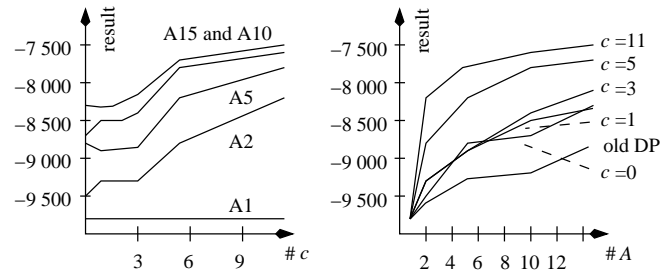 result
−7 500
−8 000
−8 500
−9 000
−9 500
A15 and A10
A5
A2
A1
3 6 9
# c
result
−7 500
−8 000
−8 500
−9 000
−9 500
c =11
c =5
c =3
c =1
old DP
c =0
2 4 6 8 10 12
# A